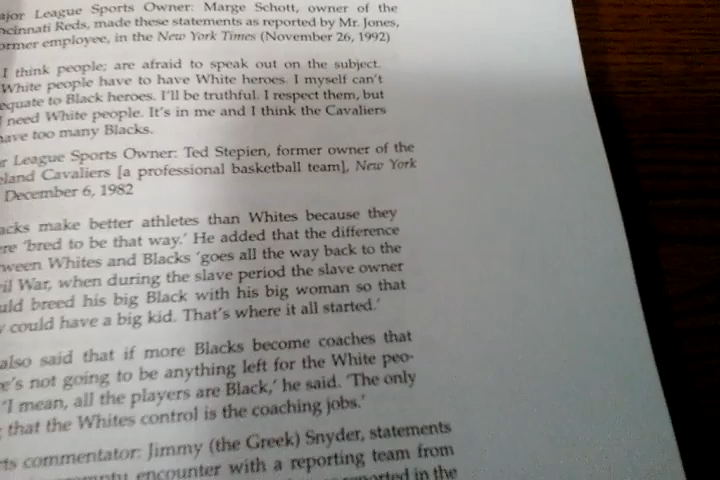 ajor League Sports Owner: Marge Schott, owner of the
ncinnati Reds, made these statements as reported by Mr. Jones,
ormer employee, in the New York Times (November 26, 1992)
I think people; are afraid to speak out on the subject.
White people have to have White heroes. I myself can't
equate to Black heroes. I'll be truthful. I respect them, but
I need White people. It's in me and I think the Cavaliers
have too many Blacks.
r League Sports Owner: Ted Stepien, former owner of the
eland Cavaliers [a professional basketball team], New York
December 6, 1982
acks make better athletes than Whites because they
re 'bred to be that way.' He added that the difference
ween Whites and Blacks 'goes all the way back to the
vil War, when during the slave period the slave owner
uld breed his big Black with his big woman so that
y could have a big kid. That's where it all started.'
also said that if more Blacks become coaches that
e's not going to be anything left for the White peo-
'I mean, all the players are Black,' he said. 'The only
that the Whites control is the coaching jobs.'
ts commentator: Jimmy (the Greek) Snyder, statements
encounter with a reporting team from
in the